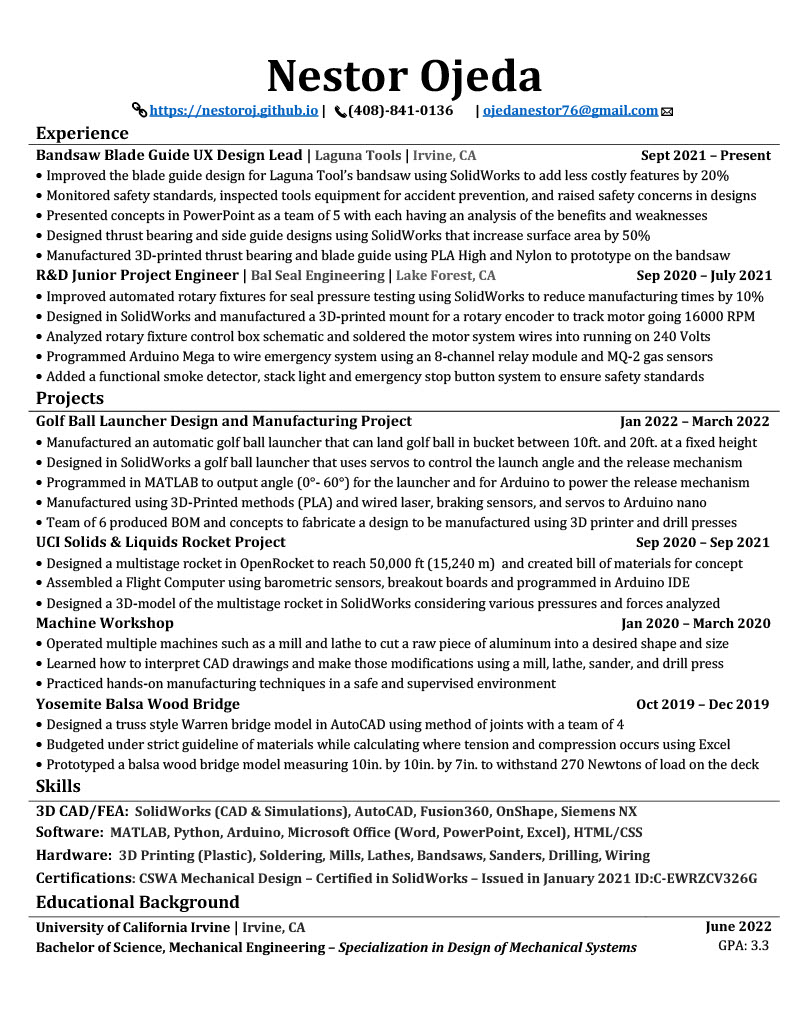 Nestor Ojeda
https://nestoroj.github.io | (408)-841-0136 | ojedanestor76@gmail.com
Experience
Bandsaw Blade Guide UX Design Lead | Laguna Tools | Irvine, CA Sept 2021 – Present
• Improved the blade guide design for Laguna Tool's bandsaw using SolidWorks to add less costly features by 20%
• Monitored safety standards, inspected tools equipment for accident prevention, and raised safety concerns in designs
• Presented concepts in PowerPoint as a team of 5 with each having an analysis of the benefits and weaknesses
• Designed thrust bearing and side guide designs using SolidWorks that increase surface area by 50%
• Manufactured 3D-printed thrust bearing and blade guide using PLA High and Nylon to prototype on the bandsaw
R&D Junior Project Engineer | Bal Seal Engineering | Lake Forest, CA Sep 2020 – July 2021
• Improved automated rotary fixtures for seal pressure testing using SolidWorks to reduce manufacturing times by 10%
• Designed in SolidWorks and manufactured a 3D-printed mount for a rotary encoder to track motor going 16000 RPM
• Analyzed rotary fixture control box schematic and soldered the motor system wires into running on 240 Volts
• Programmed Arduino Mega to wire emergency system using an 8-channel relay module and MQ-2 gas sensors
• Added a functional smoke detector, stack light and emergency stop button system to ensure safety standards
Projects
Golf Ball Launcher Design and Manufacturing Project Jan 2022 – March 2022
• Manufactured an automatic golf ball launcher that can land golf ball in bucket between 10ft. and 20ft. at a fixed height
• Designed in SolidWorks a golf ball launcher that uses servos to control the launch angle and the release mechanism
• Programmed in MATLAB to output angle (0°- 60°) for the launcher and for Arduino to power the release mechanism
• Manufactured using 3D-Printed methods (PLA) and wired laser, braking sensors, and servos to Arduino nano
• Team of 6 produced BOM and concepts to fabricate a design to be manufactured using 3D printer and drill presses
UCI Solids & Liquids Rocket Project Sep 2020 – Sep 2021
• Designed a multistage rocket in OpenRocket to reach 50,000 ft (15,240 m) and created bill of materials for concept
• Assembled a Flight Computer using barometric sensors, breakout boards and programmed in Arduino IDE
• Designed a 3D-model of the multistage rocket in SolidWorks considering various pressures and forces analyzed
Machine Workshop Jan 2020 – March 2020
• Operated multiple machines such as a mill and lathe to cut a raw piece of aluminum into a desired shape and size
• Learned how to interpret CAD drawings and make those modifications using a mill, lathe, sander, and drill press
• Practiced hands-on manufacturing techniques in a safe and supervised environment
Yosemite Balsa Wood Bridge Oct 2019 – Dec 2019
• Designed a truss style Warren bridge model in AutoCAD using method of joints with a team of 4
• Budgeted under strict guideline of materials while calculating where tension and compression occurs using Excel
• Prototyped a balsa wood bridge model measuring 10in. by 10in. by 7in. to withstand 270 Newtons of load on the deck
Skills
3D CAD/FEA: SolidWorks (CAD & Simulations), AutoCAD, Fusion360, OnShape, Siemens NX
Software: MATLAB, Python, Arduino, Microsoft Office (Word, PowerPoint, Excel), HTML/CSS
Hardware: 3D Printing (Plastic), Soldering, Mills, Lathes, Bandsaws, Sanders, Drilling, Wiring
Certifications: CSWA Mechanical Design – Certified in SolidWorks – Issued in January 2021 ID:C-EWRZCV326G
Educational Background
University of California Irvine | Irvine, CA June 2022
Bachelor of Science, Mechanical Engineering – Specialization in Design of Mechanical Systems GPA: 3.3